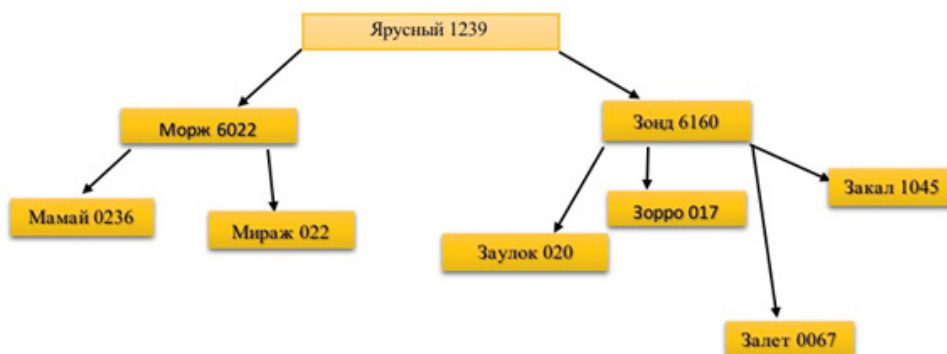 Ярусный 1239
Морж 6022
Зонд 6160
Мамай 0236
Мираж 022
Заулок 020
Зорро 017
Закал 1045
Залет 0067